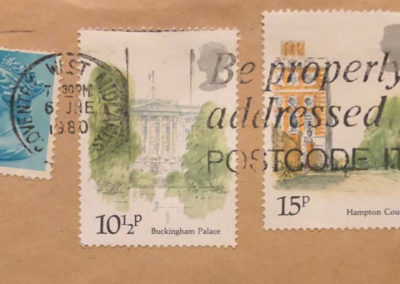 COVENTRY WEST MIDLANDS
7 30PM
6 JNE
1980
Be properly
addressed
POSTCODE IT
10½P
Buckingham Palace
15P
Hampton Cou